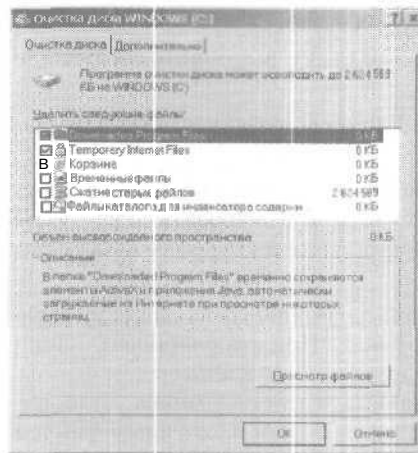 Очистка диска WINDOWS (C:)
Очистка диска Дополнительно
Программа очистки диска может освободить до 2 624 589
КБ на WINDOWS (C:)
Удалить следующие файлы:
Downloaded Program Files 0 КБ
Temporary Internet Files 0 КБ
В Корзина 0 КБ
Временные файлы 0 КБ
Сжатие старых файлов 2 624 589
Файлы каталога для индексатора содержи 0 КБ
Объем высвобождаемого пространства: 0 КБ
Описание
В папке "Downloaded Program Files" временно сохраняются
элементы ActiveX и приложения Java, автоматически
загружаемые из Интернета при просмотре некоторых
страниц.
Просмотр файлов
OK Отмена